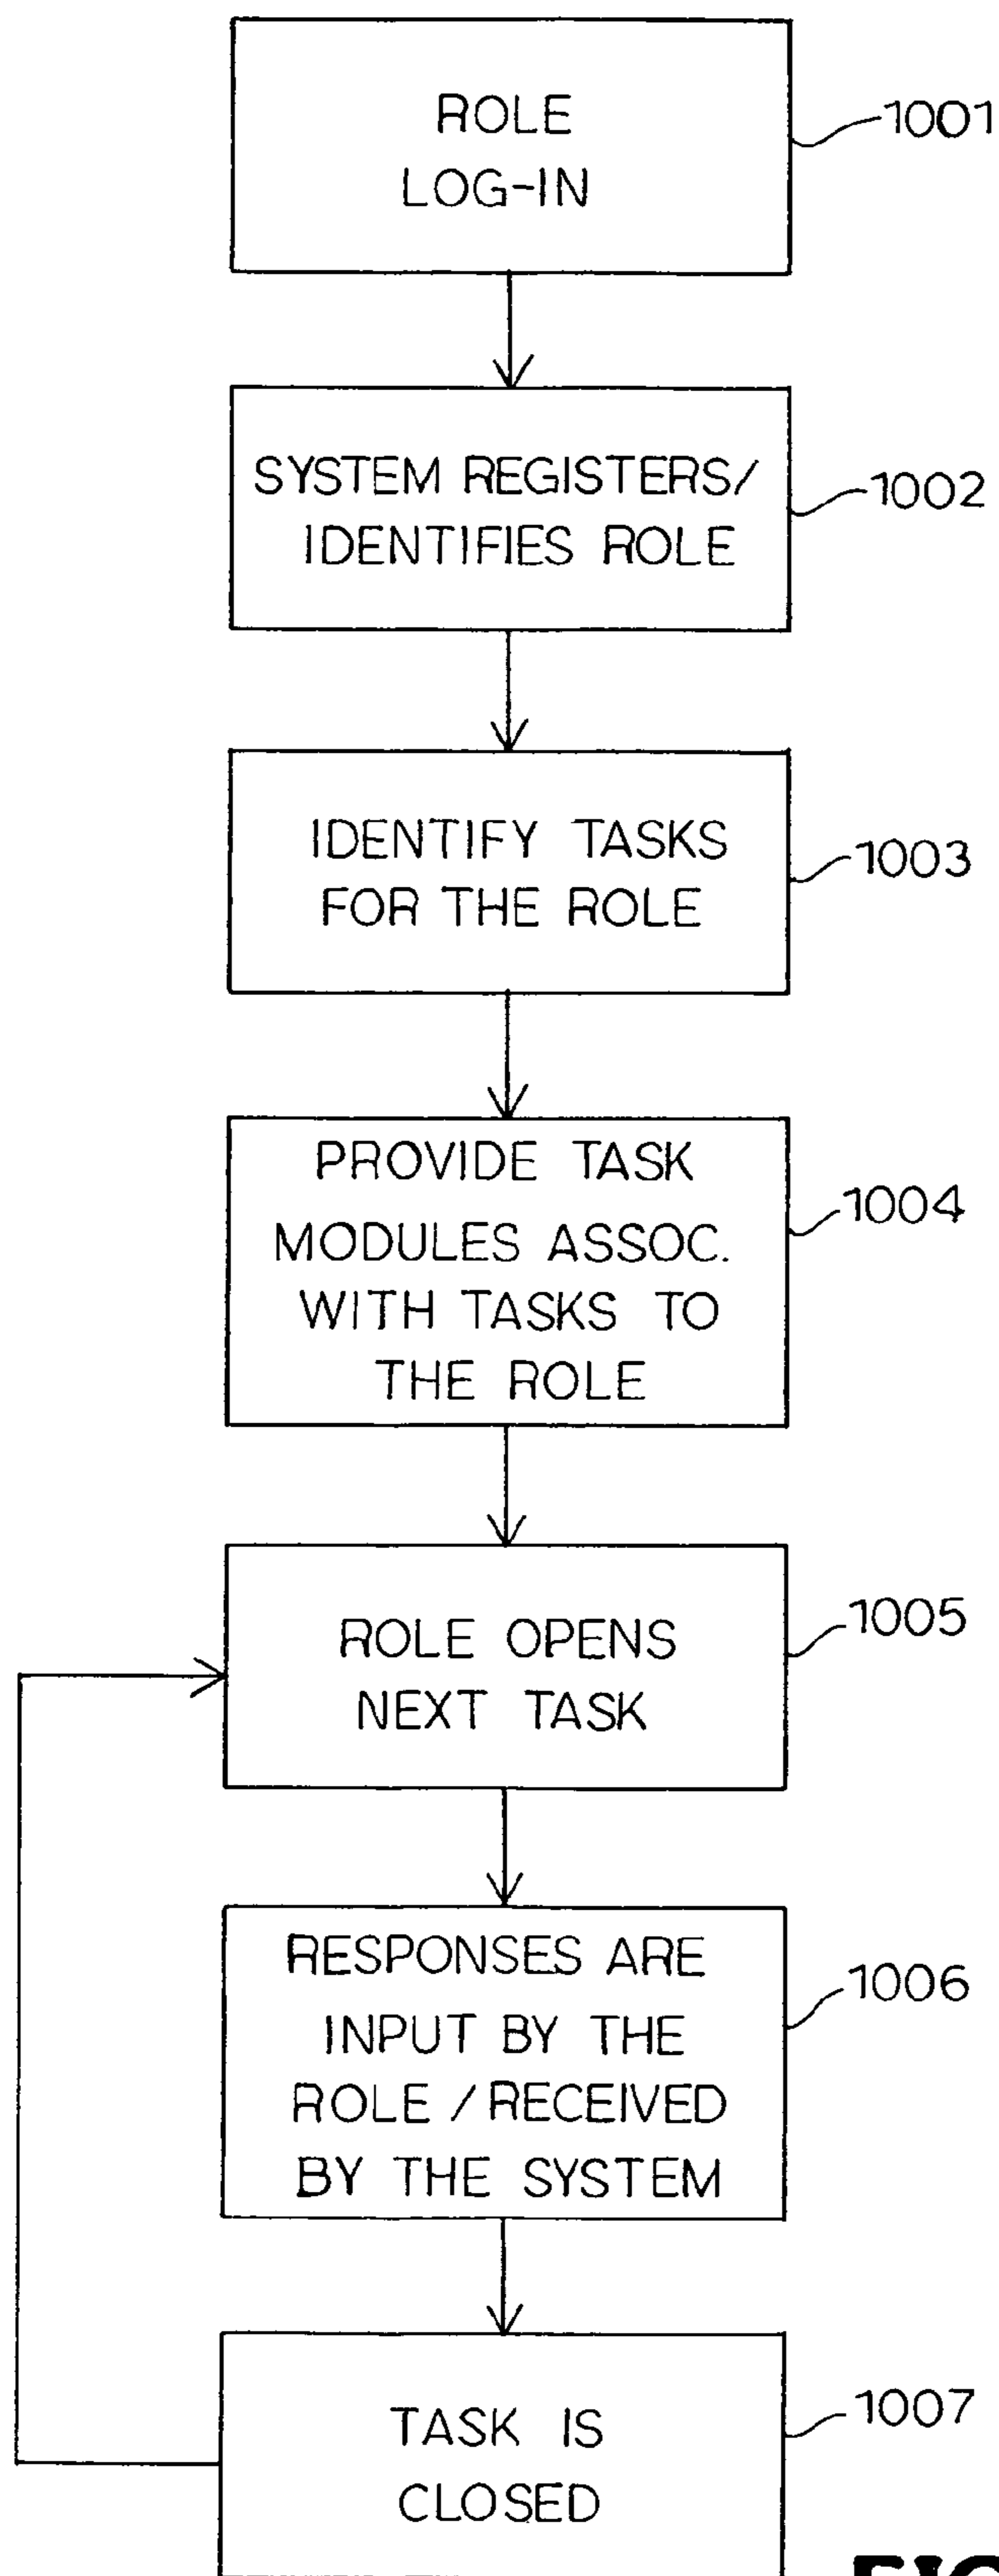 ROLE
LOG-IN
1001
SYSTEM REGISTERS/
IDENTIFIES ROLE
1002
IDENTIFY TASKS
FOR THE ROLE
1003
PROVIDE TASK
MODULES ASSOC.
WITH TASKS TO
THE ROLE
1004
ROLE OPENS
NEXT TASK
1005
RESPONSES ARE
INPUT BY THE
ROLE / RECEIVED
BY THE SYSTEM
1006
TASK IS
CLOSED
1007